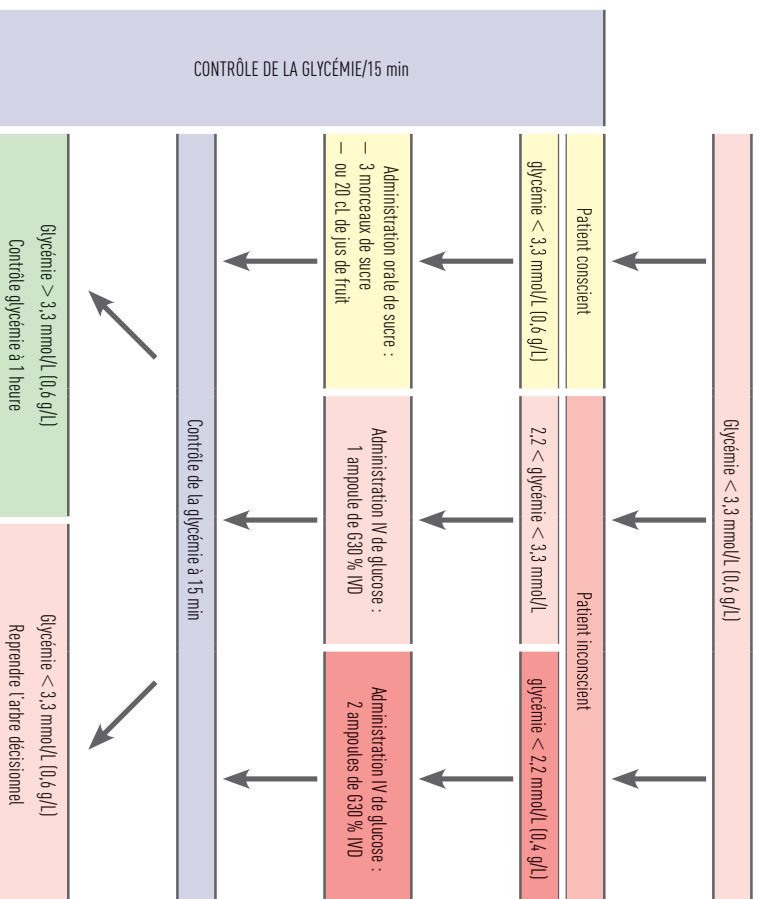 CONTRÔLE DE LA GLYCÉMIE/15 min
Glycémie < 3,3 mmol/L (0,6 g/L)
Patient conscient
Patient inconscient
glycémie < 3,3 mmol/L (0,6 g/L)
2,2 < glycémie < 3,3 mmol/L
glycémie < 2,2 mmol/L (0,4 g/L)
Administration orale de sucre :
– 3 morceaux de sucre
– ou 20 cL de jus de fruit
Administration IV de glucose :
1 ampoule de G30 % IVD
Administration IV de glucose :
2 ampoules de G30 % IVD
Contrôle de la glycémie à 15 min
Glycémie > 3,3 mmol/L (0,6 g/L)
Contrôle glycémie à 1 heure
Glycémie < 3,3 mmol/L (0,6 g/L)
Reprendre l'arbre décisionnel